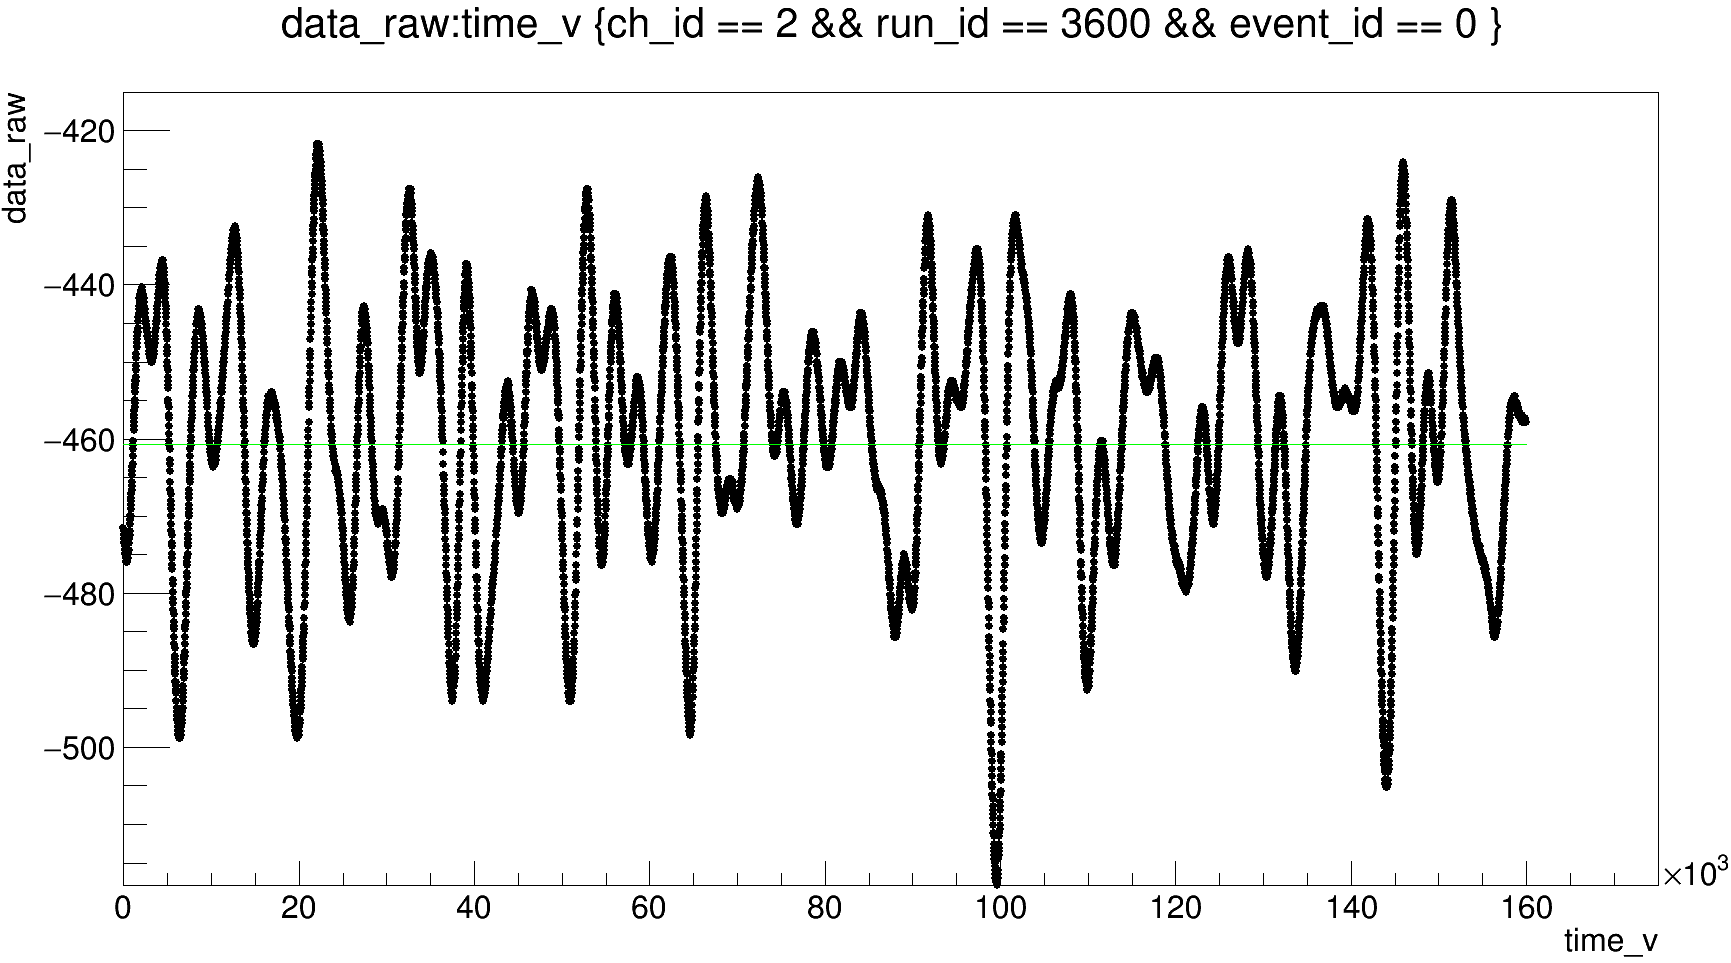 data_raw:time_v {ch_id == 2 && run_id == 3600 && event_id == 0 }
data_raw
−420
−440
−460
−480
−500
0 20 40 60 80 100 120 140 160
×10³
time_v